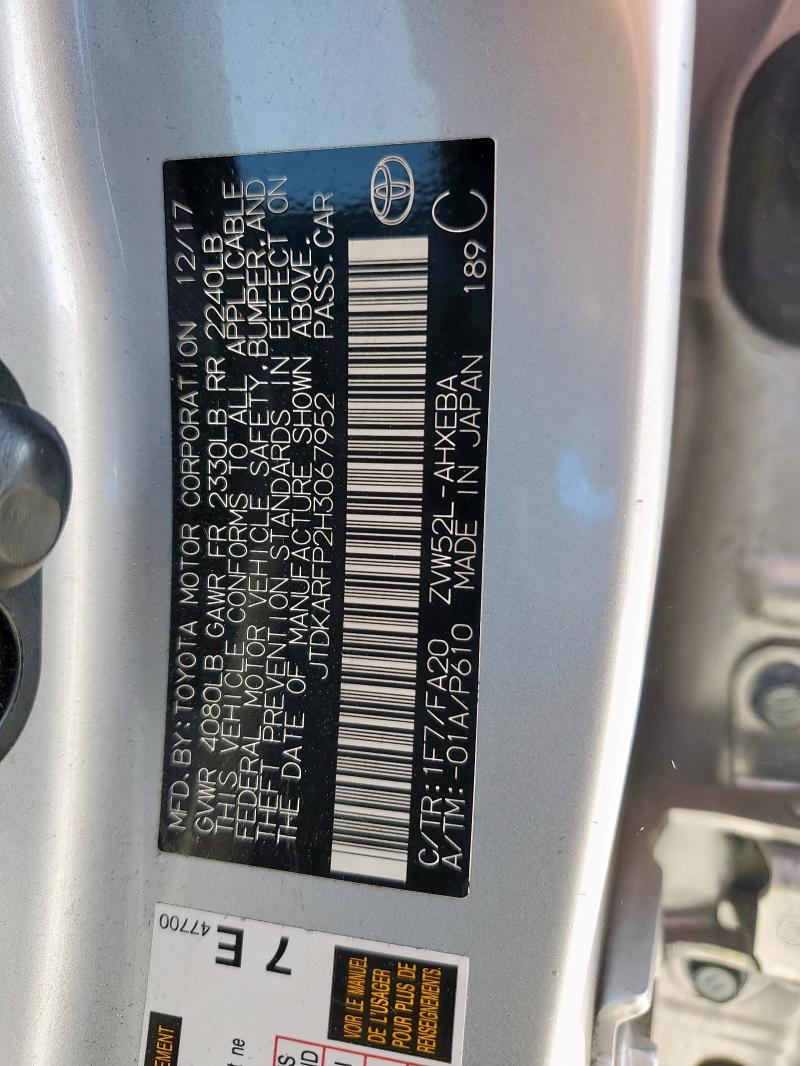 MFD.BY:TOYOTA MOTOR CORPORATION 12/17
GVWR 4080LB GAWR FR 2330LB RR 2240LB
THIS VEHICLE CONFORMS TO ALL APPLICABLE
FEDERAL MOTOR VEHICLE SAFETY,BUMPER,AND
THEFT PREVENTION STANDARDS IN EFFECT ON
THE DATE OF MANUFACTURE SHOWN ABOVE.
JTDKARFP2H3067952 PASS.CAR
C/TR:1F7/FA20 ZVW52L-AHXEBA
A/TM:-01A/P610 MADE IN JAPAN 189 C
47700
7E
VOIR LE MANUEL
DE L'USAGER
POUR PLUS DE
RENSEIGNEMENTS.
EMENT
ne